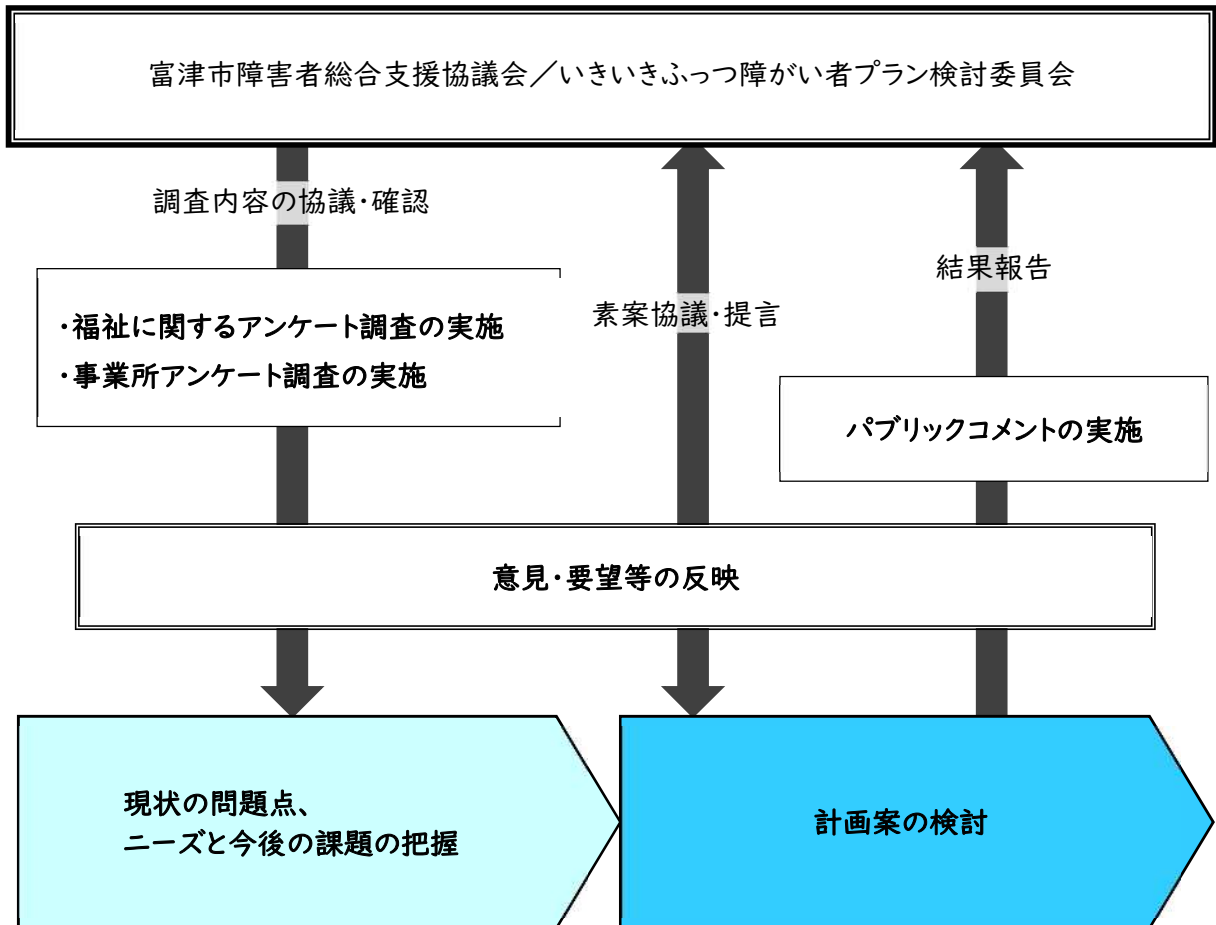 富津市障害者総合支援協議会／いきいきふっつ障がい者プラン検討委員会
調査内容の協議・確認
・福祉に関するアンケート調査の実施
・事業所アンケート調査の実施
素案協議・提言
結果報告
パブリックコメントの実施
意見・要望等の反映
現状の問題点、
ニーズと今後の課題の把握
計画案の検討